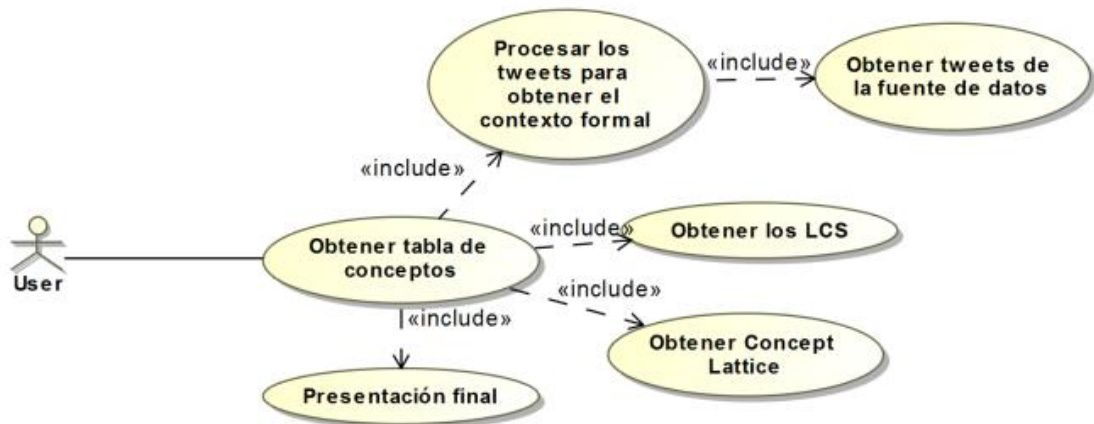 Procesar los
tweets para
obtener el
contexto formal
«include»
Obtener tweets de
la fuente de datos
«include»
User
Obtener tabla de
conceptos
«include»
Obtener los LCS
«include»
Obtener Concept
Lattice
«include»
Presentación final